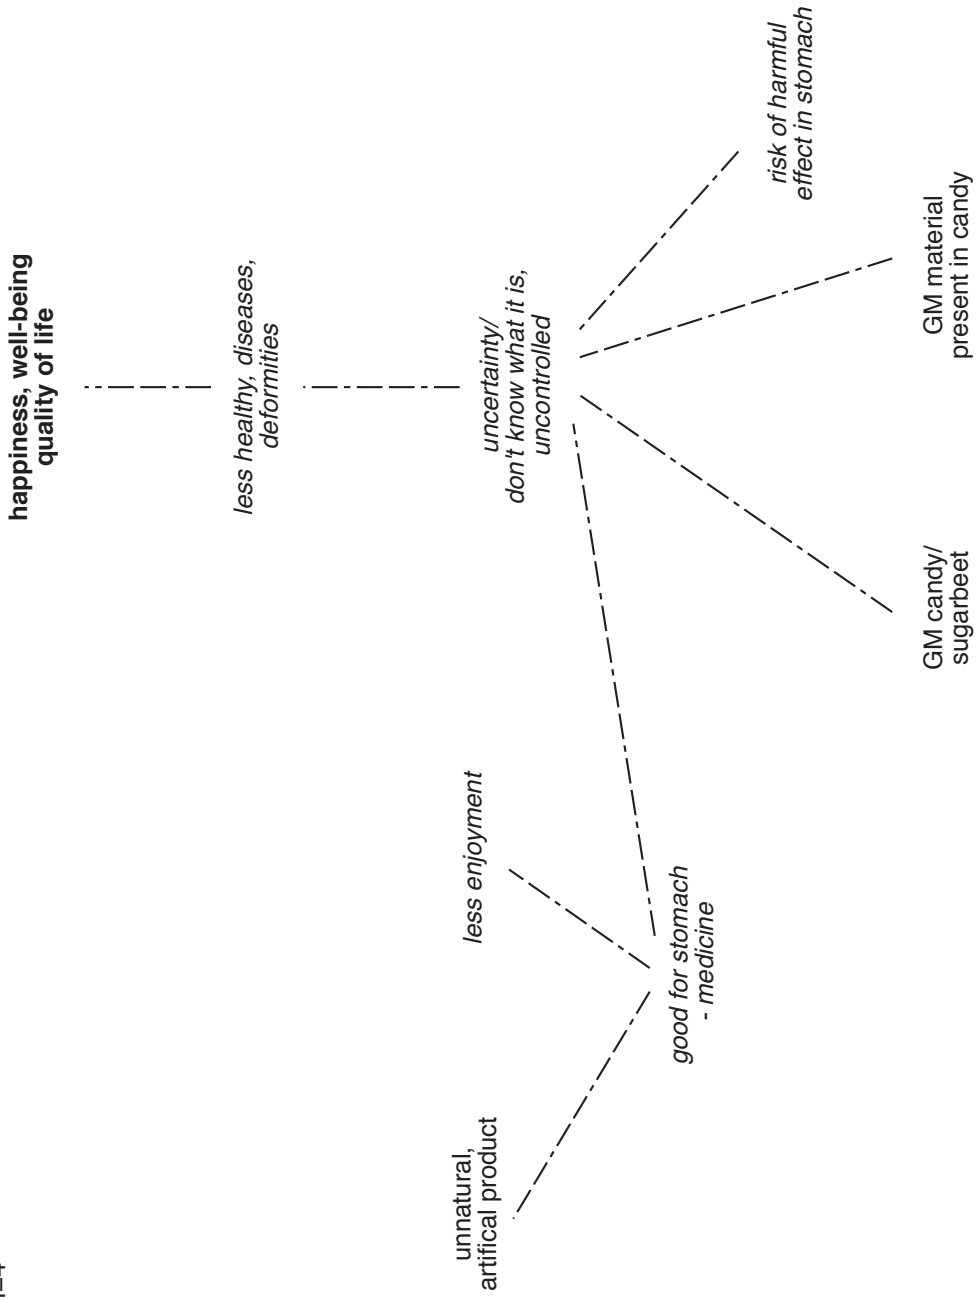 happiness, well-being
quality of life
less healthy, diseases,
deformities
unnatural,
artifical product
less enjoyment
uncertainty/
don't know what it is,
uncontrolled
good for stomach
- medicine
risk of harmful
effect in stomach
GM candy/
sugarbeet
GM material
present in candy